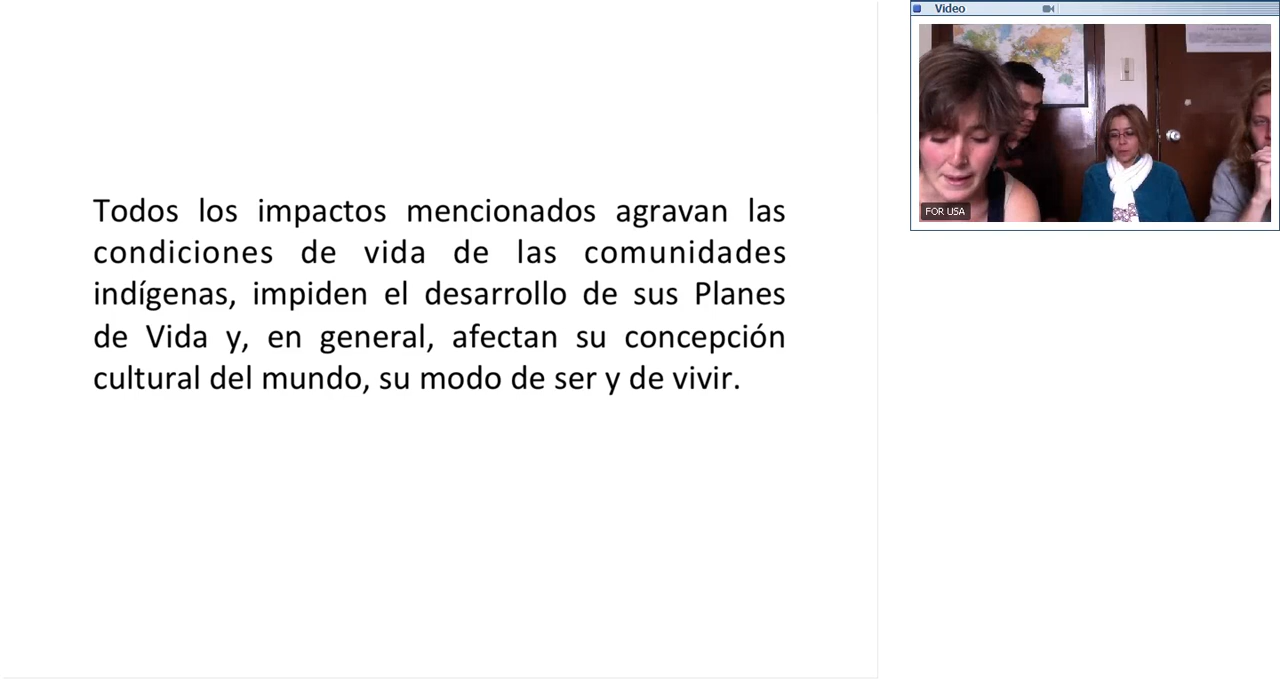 Todos los impactos mencionados agravan las
condiciones de vida de las comunidades
indígenas, impiden el desarrollo de sus Planes
de Vida y, en general, afectan su concepción
cultural del mundo, su modo de ser y de vivir.
Video
FOR USA